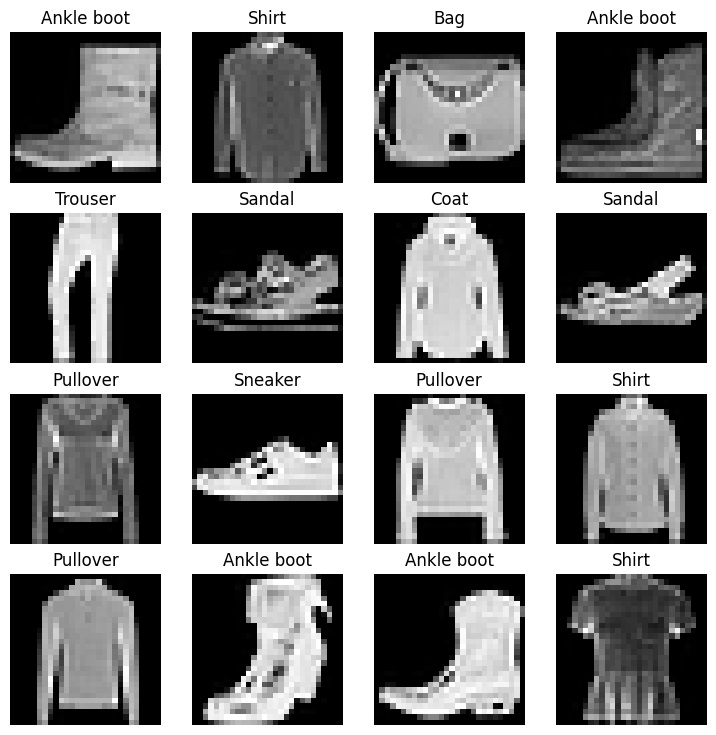 Ankle boot Shirt Bag Ankle boot
Trouser Sandal Coat Sandal
Pullover Sneaker Pullover Shirt
Pullover Ankle boot Ankle boot Shirt